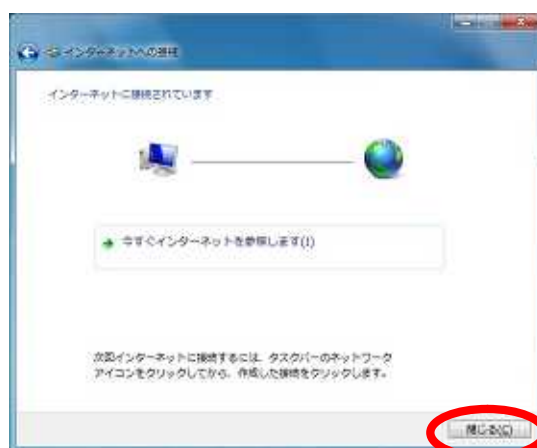 インターネットへの接続
インターネットに接続されています
今すぐインターネットを参照します(I)
次回インターネットに接続するには、タスクバーのネットワーク
アイコンをクリックしてから、作成した接続をクリックします。
閉じる(C)